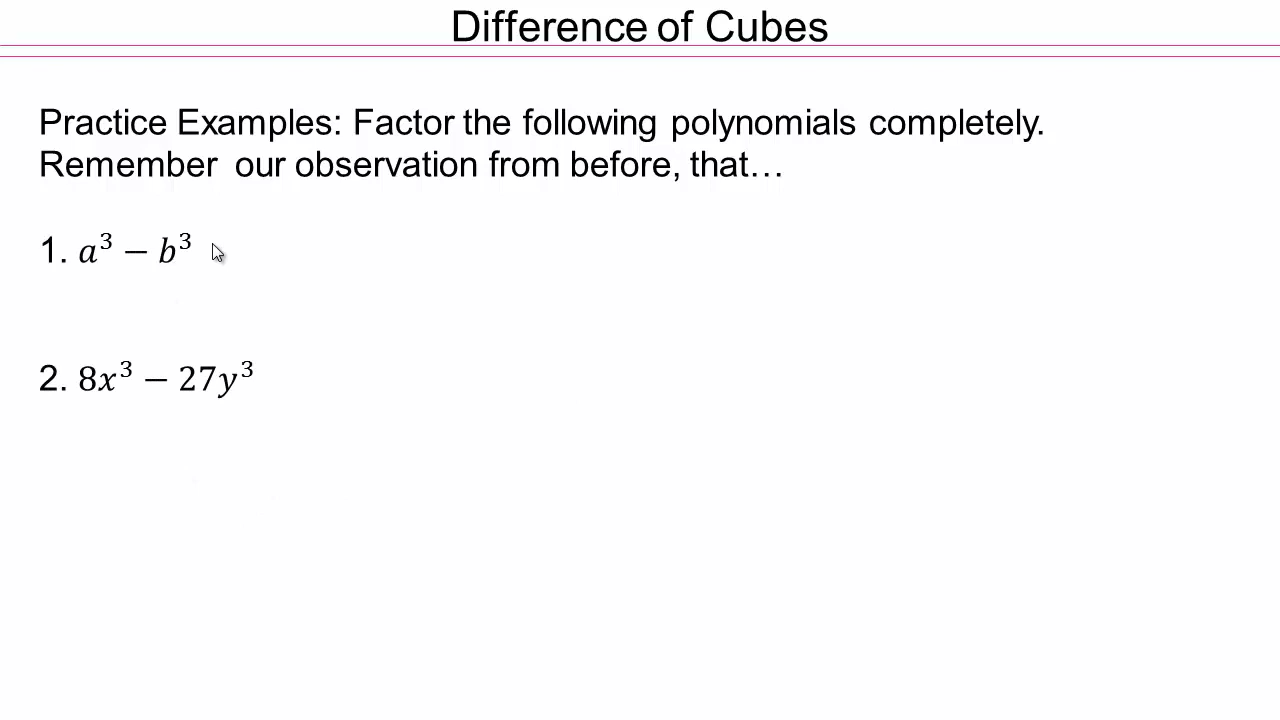 Difference of Cubes
Practice Examples: Factor the following polynomials completely.
Remember our observation from before, that…
1. a³ − b³
2. 8x³ − 27y³